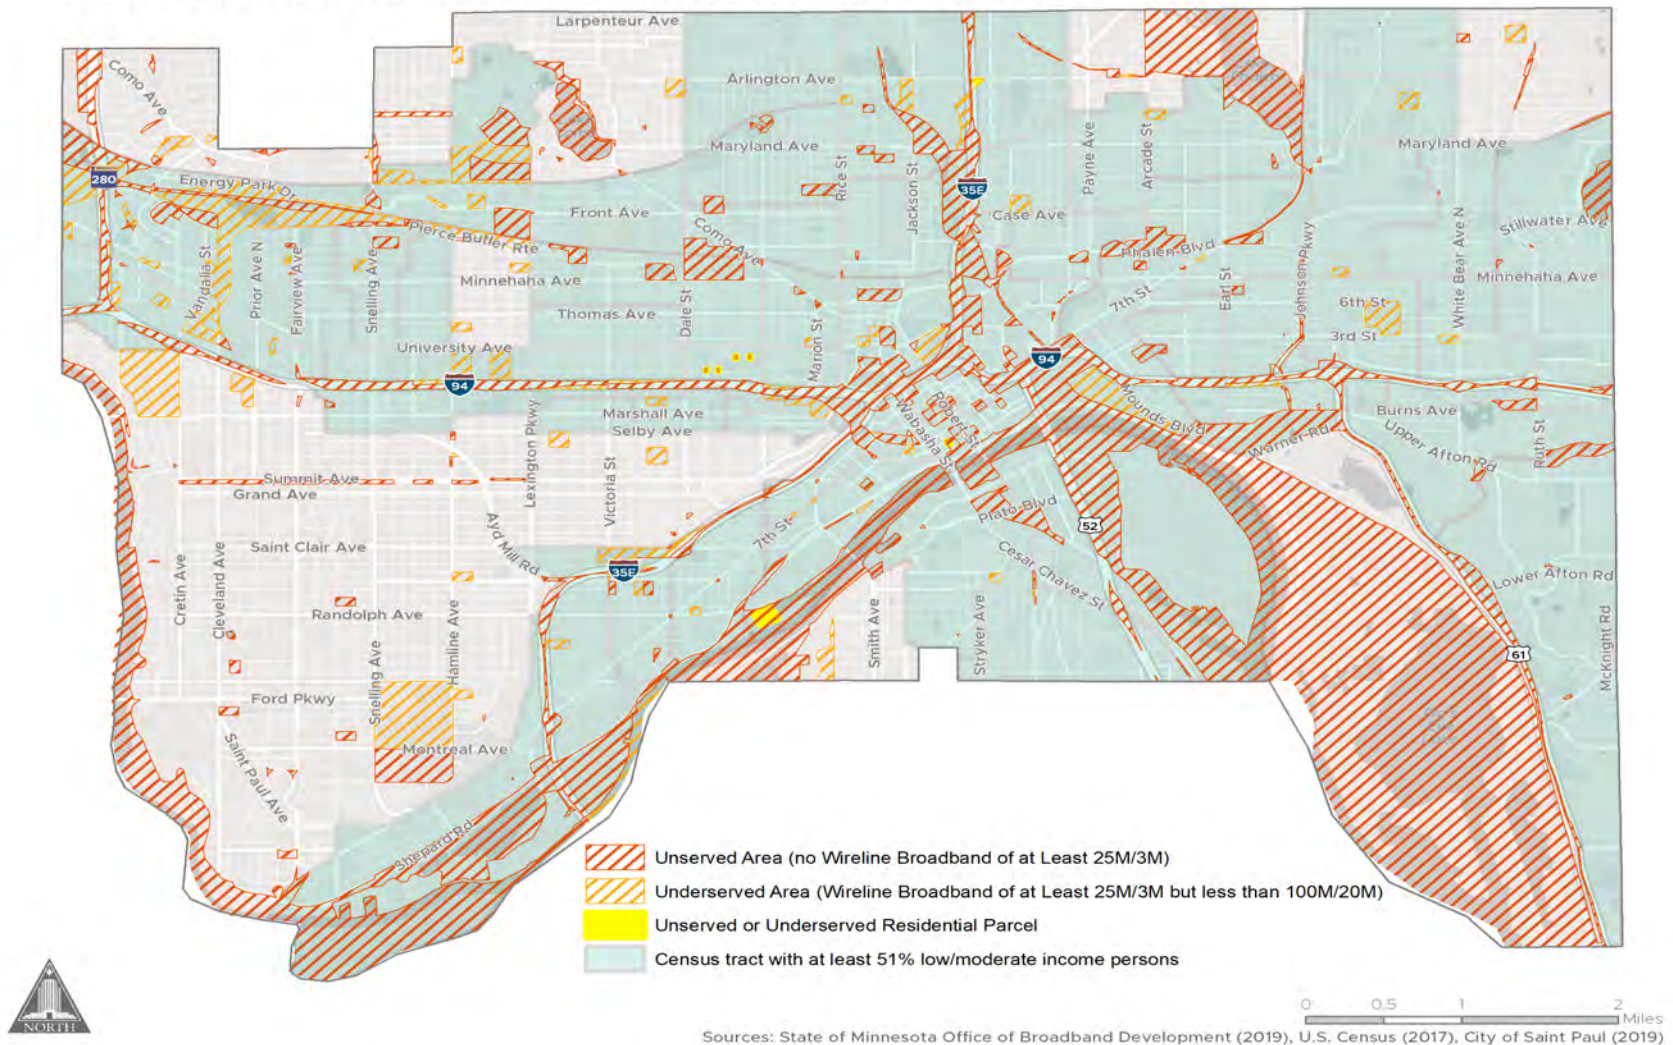 Larpenteur Ave
Como Ave
Arlington Ave
Maryland Ave
Maryland Ave
Rice St
Jackson St
Payne Ave
Arcade St
280
35E
Energy Park Dr
Front Ave
Case Ave
Stillwater Ave
Pierce Butler Rte
Como Ave
Phalen Blvd
Vandalia St
Prior Ave N
Fairview Ave
Snelling Ave
Minnehaha Ave
Minnehaha Ave
Dale St
Marion St
7th St
Earl St
Johnson Pkwy
White Bear Ave N
6th St
3rd St
Thomas Ave
University Ave
94
94
Marshall Ave
Selby Ave
Lexington Pkwy
Victoria St
Wabasha St
Robert St
Mounds Blvd
Warner Rd
Burns Ave
Upper Afton Rd
Ruth St
Summit Ave
Grand Ave
Ayd Mill Rd
7th St
Plato Blvd
52
Saint Clair Ave
35E
Cesar Chavez St
Lower Afton Rd
Cretin Ave
Cleveland Ave
Randolph Ave
Hamline Ave
Snelling Ave
Smith Ave
Stryker Ave
McKnight Rd
61
Ford Pkwy
Montreal Ave
Saint Paul Ave
Shepard Rd
Unserved Area (no Wireline Broadband of at Least 25M/3M)
Underserved Area (Wireline Broadband of at Least 25M/3M but less than 100M/20M)
Unserved or Underserved Residential Parcel
Census tract with at least 51% low/moderate income persons
NORTH
0 0.5 1 2
Miles
Sources: State of Minnesota Office of Broadband Development (2019), U.S. Census (2017), City of Saint Paul (2019)